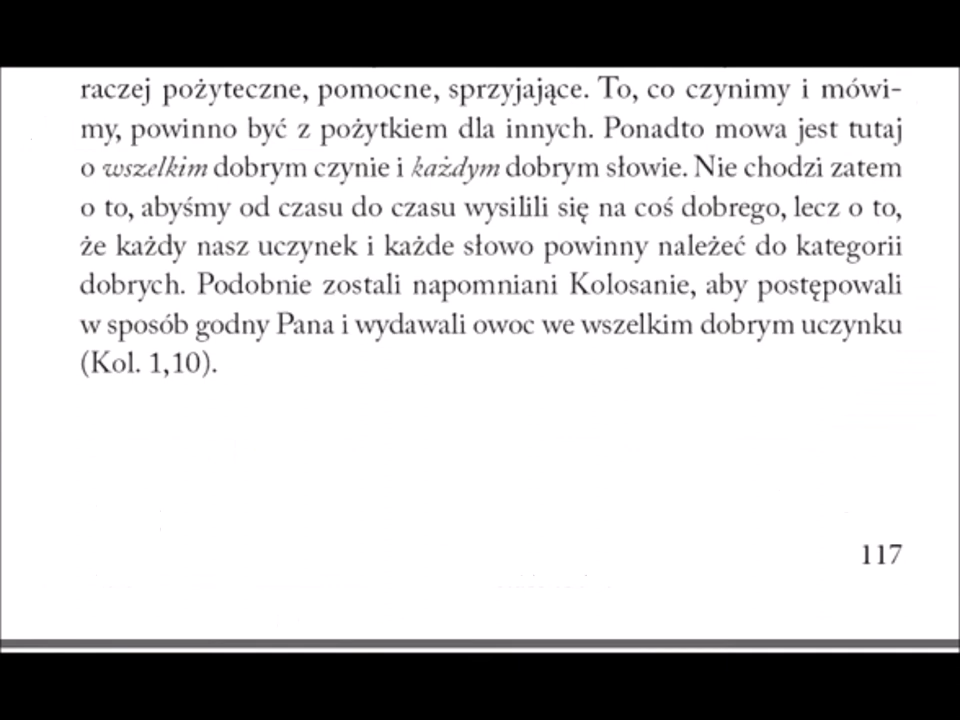 raczej pożyteczne, pomocne, sprzyjające. To, co czynimy i mówi-
my, powinno być z pożytkiem dla innych. Ponadto mowa jest tutaj
o wszelkim dobrym czynie i każdym dobrym słowie. Nie chodzi zatem
o to, abyśmy od czasu do czasu wysilili się na coś dobrego, lecz o to,
że każdy nasz uczynek i każde słowo powinny należeć do kategorii
dobrych. Podobnie zostali napomniani Kolosanie, aby postępowali
w sposób godny Pana i wydawali owoc we wszelkim dobrym uczynku
(Kol. 1,10).
117